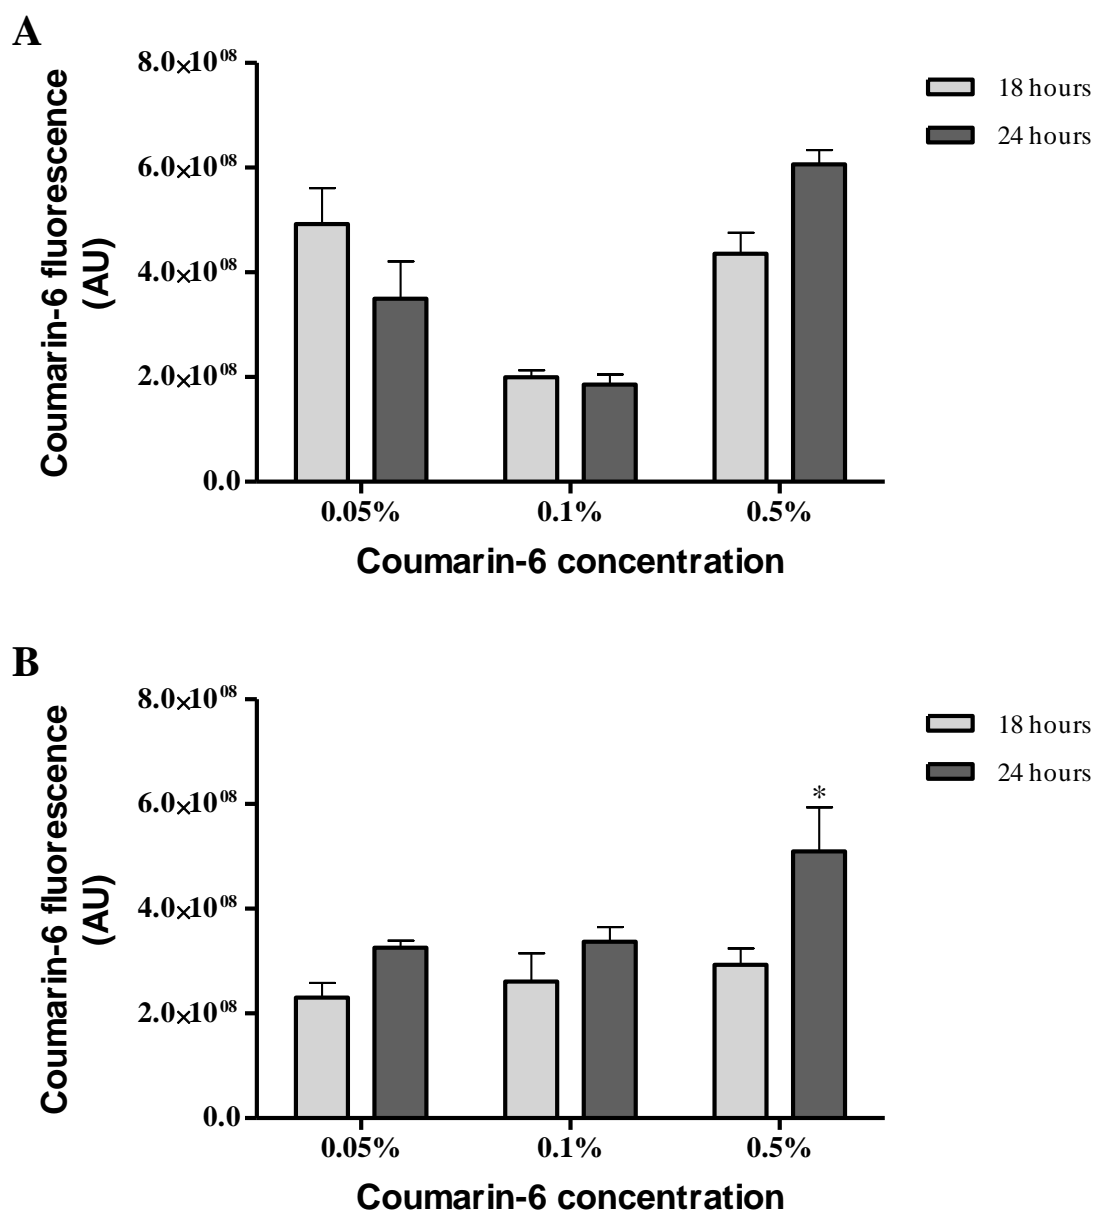 A
Coumarin-6 fluorescence
(AU)
8.0×10⁰⁸
6.0×10⁰⁸
4.0×10⁰⁸
2.0×10⁰⁸
0.0
0.05%
0.1%
0.5%
Coumarin-6 concentration
18 hours
24 hours
B
Coumarin-6 fluorescence
(AU)
8.0×10⁰⁸
6.0×10⁰⁸
4.0×10⁰⁸
2.0×10⁰⁸
0.0
*
0.05%
0.1%
0.5%
Coumarin-6 concentration
18 hours
24 hours